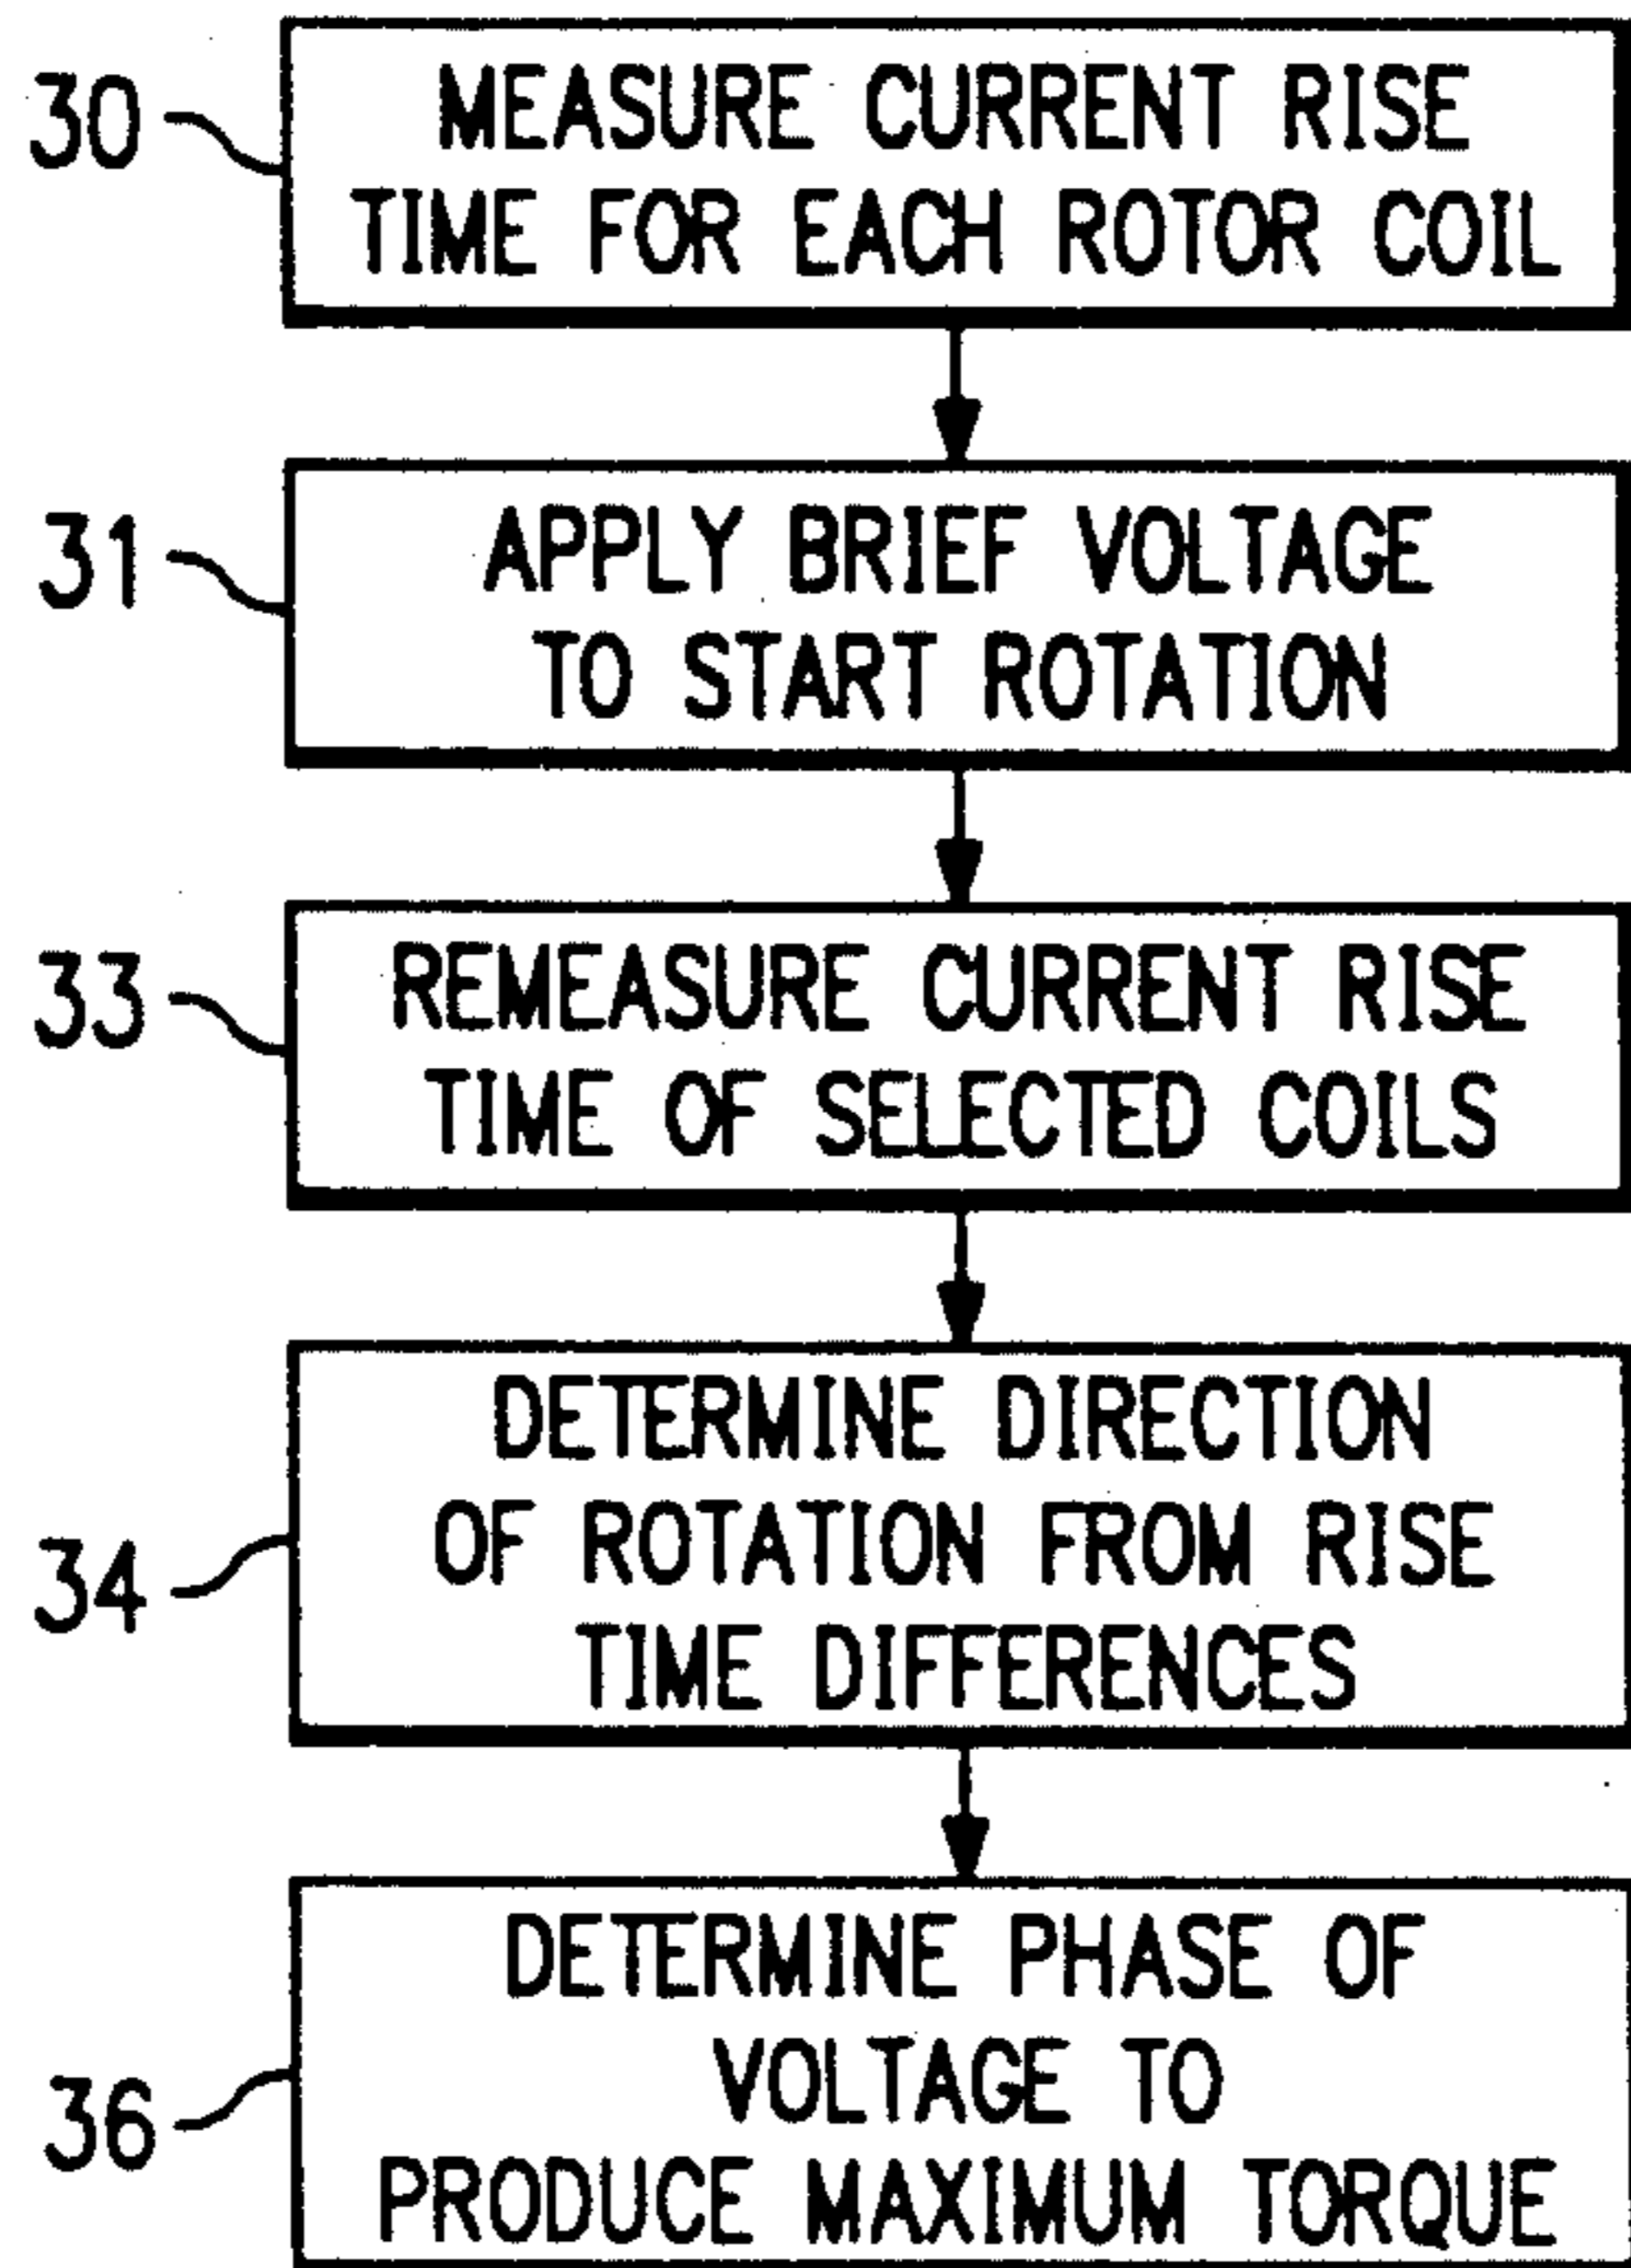 30
MEASURE CURRENT RISE
TIME FOR EACH ROTOR COIL
31
APPLY BRIEF VOLTAGE
TO START ROTATION
33
REMEASURE CURRENT RISE
TIME OF SELECTED COILS
34
DETERMINE DIRECTION
OF ROTATION FROM RISE
TIME DIFFERENCES
36
DETERMINE PHASE OF
VOLTAGE TO
PRODUCE MAXIMUM TORQUE